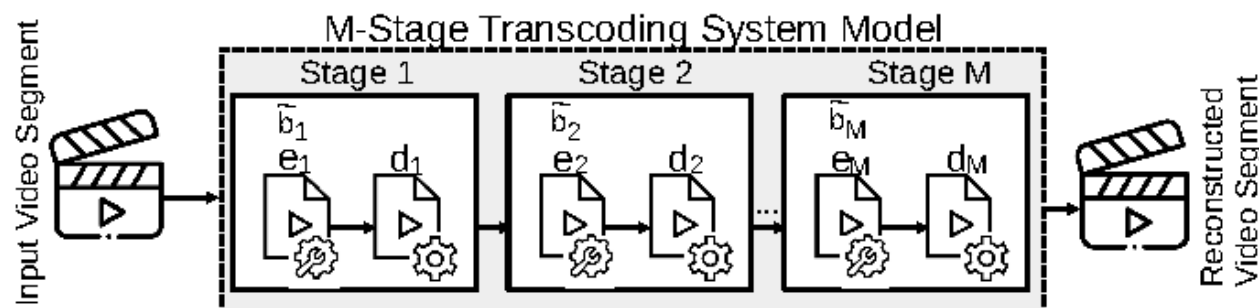 M-Stage Transcoding System Model
Input Video Segment
Stage 1
Stage 2
Stage M
b̃₁
e₁
d₁
b̃₂
e₂
d₂
...
b̃M
eM
dM
Reconstructed
Video Segment